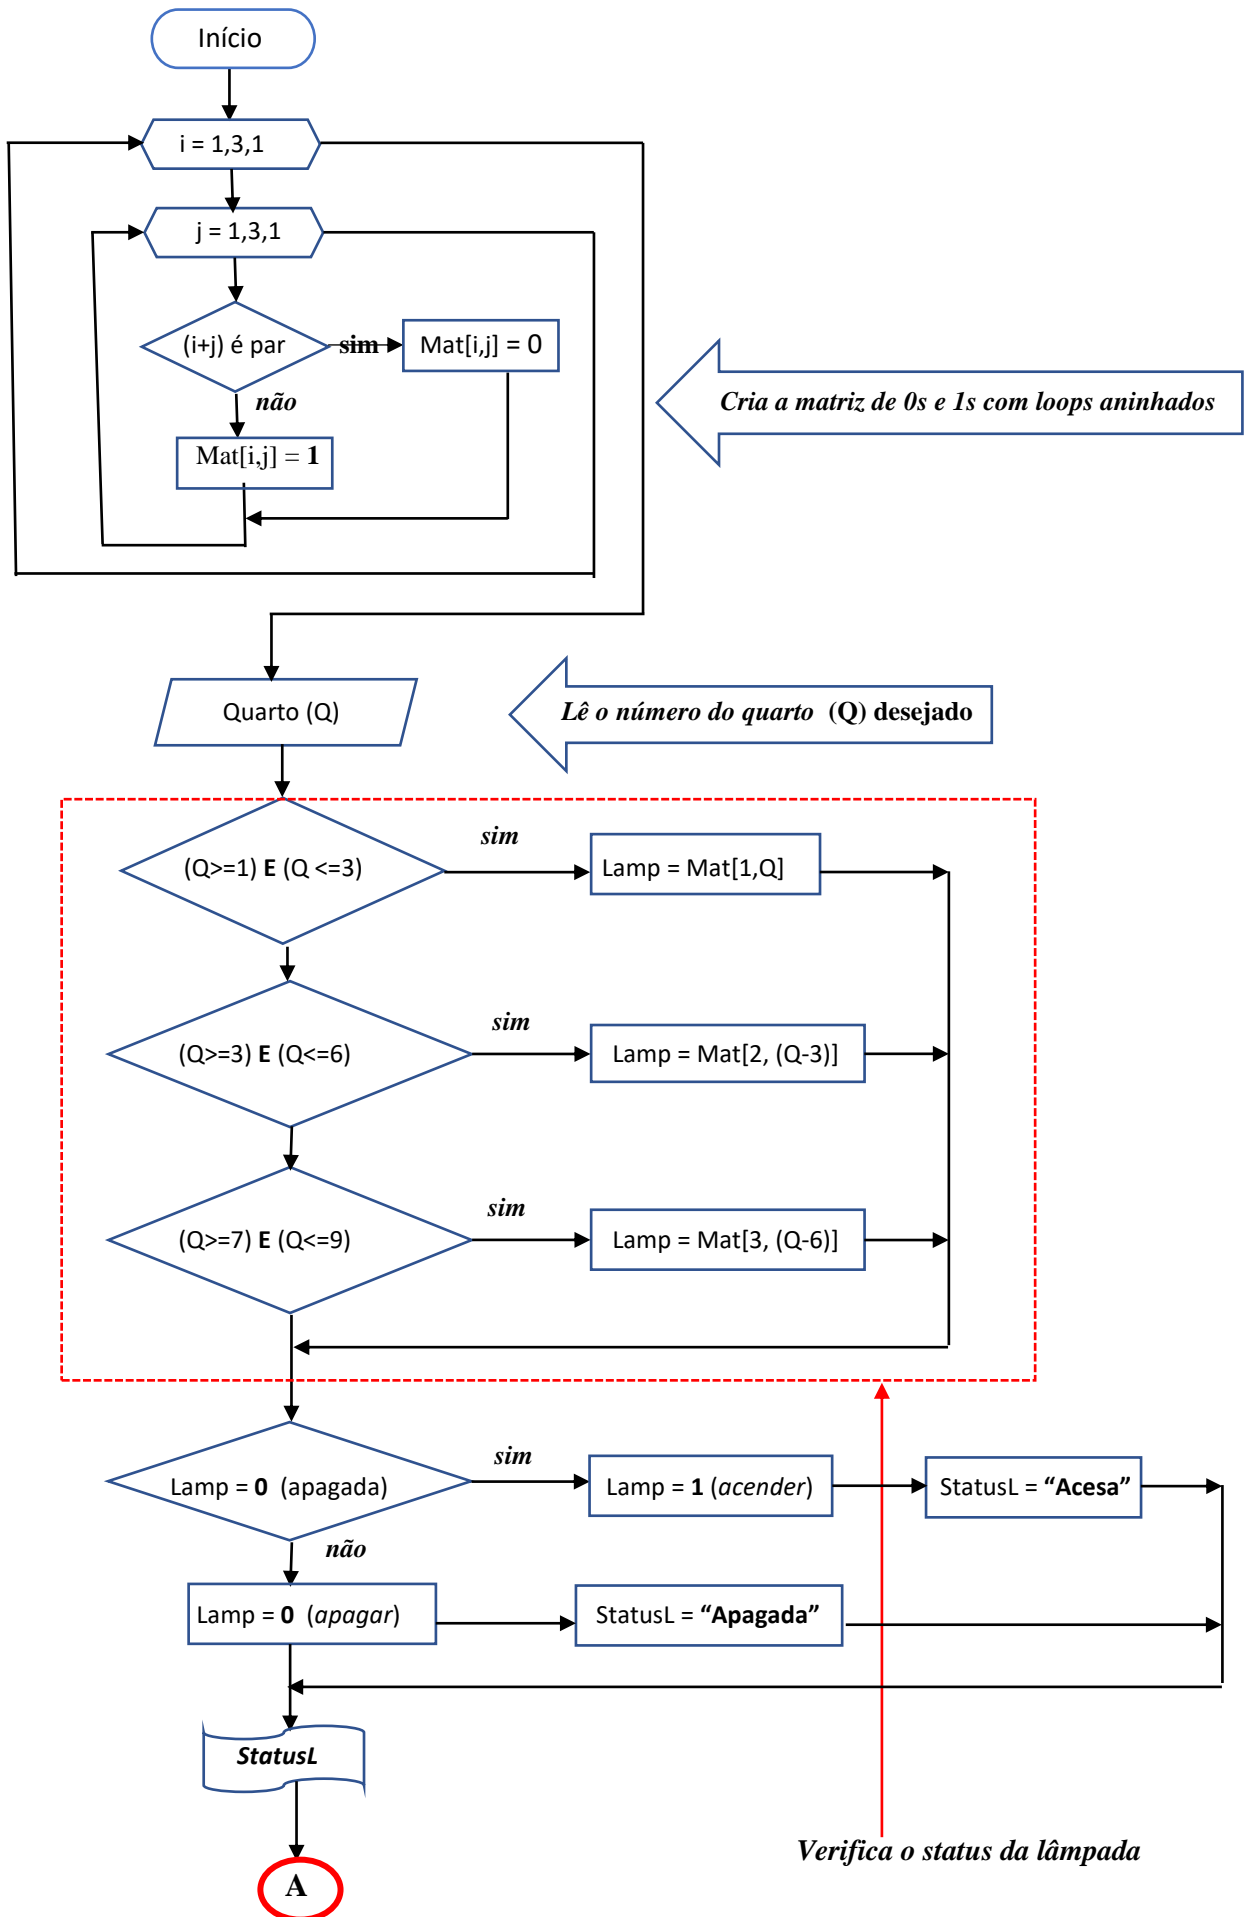 Início
i = 1,3,1
j = 1,3,1
(i+j) é par
sim
Mat[i,j] = 0
Cria a matriz de 0s e 1s com loops aninhados
não
Mat[i,j] = 1
Quarto (Q)
Lê o número do quarto (Q) desejado
sim
(Q>=1) E (Q <=3)
Lamp = Mat[1,Q]
sim
(Q>=3) E (Q<=6)
Lamp = Mat[2, (Q-3)]
sim
(Q>=7) E (Q<=9)
Lamp = Mat[3, (Q-6)]
sim
Lamp = 0 (apagada)
Lamp = 1 (acender)
StatusL = “Acesa”
não
Lamp = 0 (apagar)
StatusL = “Apagada”
StatusL
Verifica o status da lâmpada
A